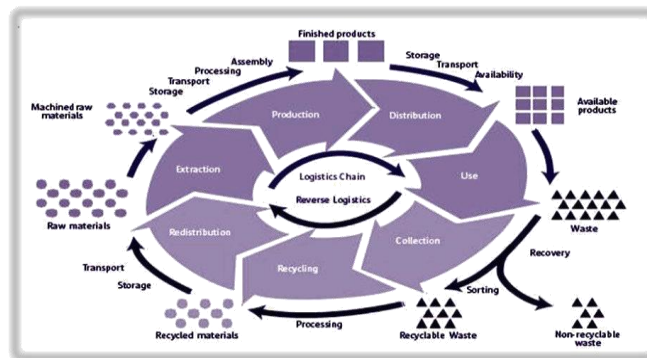 Finished products
Assembly
Processing
Transport
Storage
Storage
Transport
Availability
Machined raw
materials
Available
products
Production
Distribution
Extraction
Use
Logistics Chain
Reverse Logistics
Raw materials
Waste
Redistribution
Collection
Recycling
Recovery
Transport
Storage
Sorting
Processing
Recycled materials
Recyclable Waste
Non-recyclable
waste